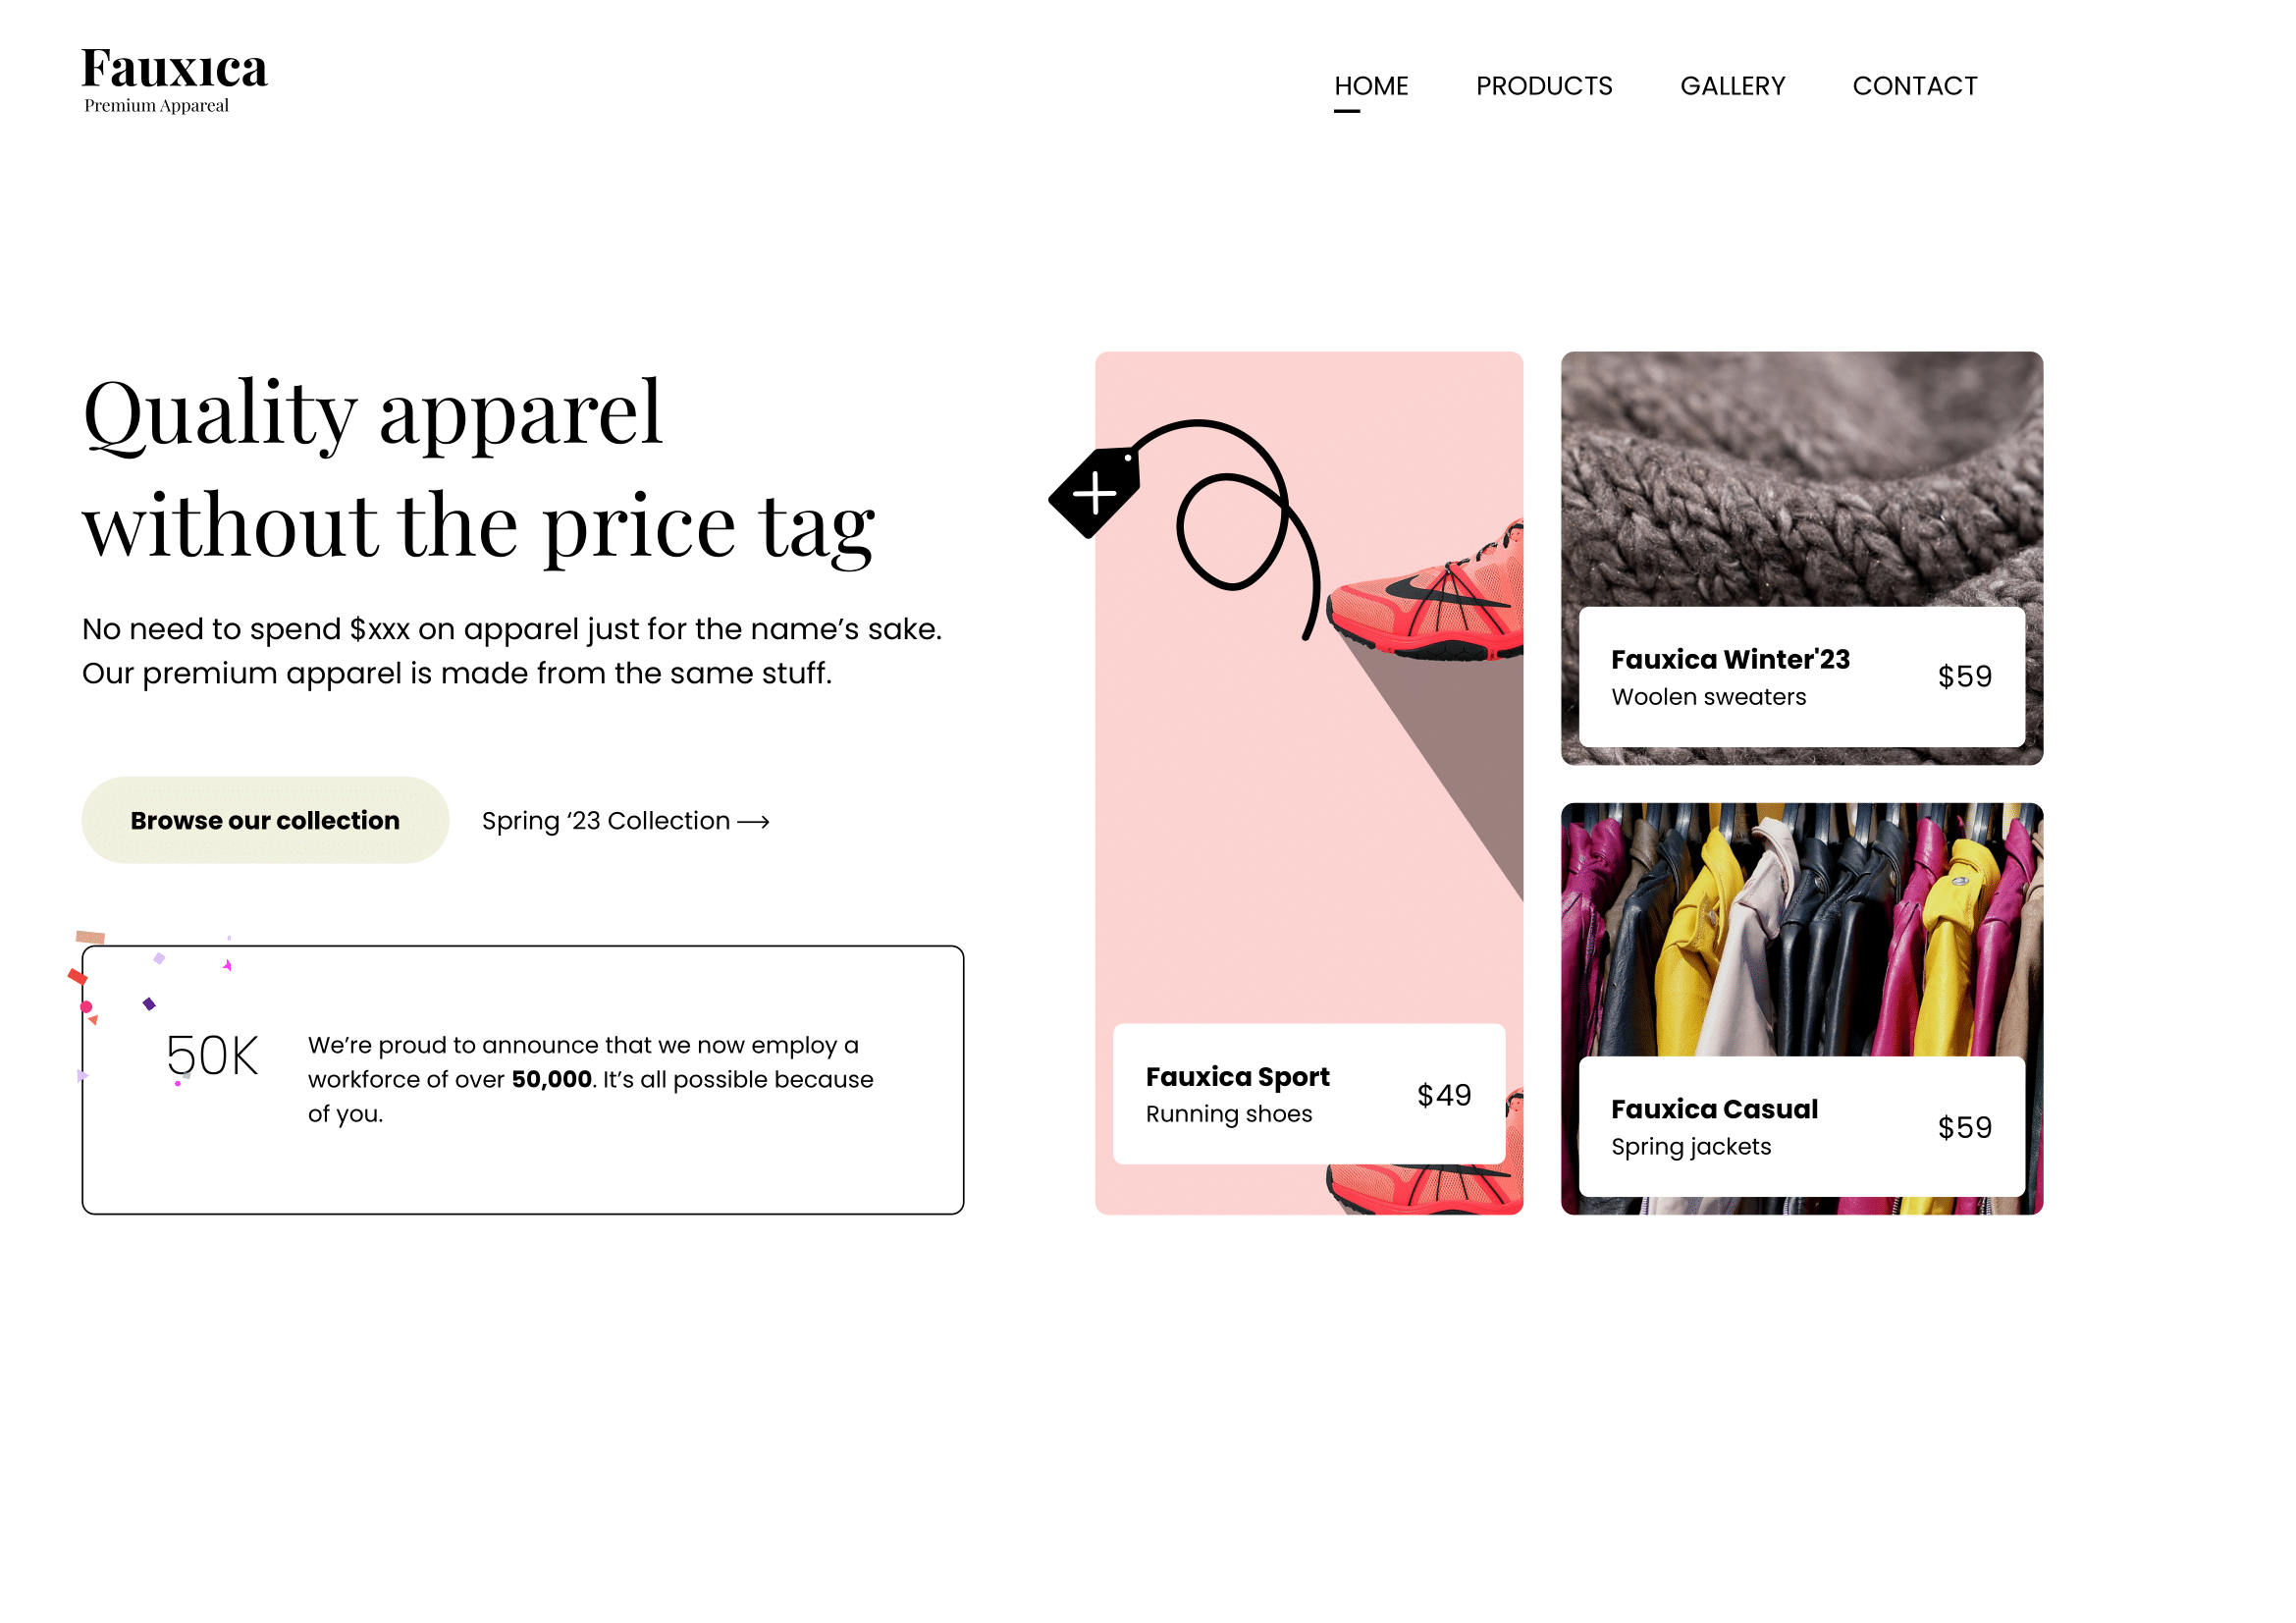 Fauxıca
Premium Appareal
HOME PRODUCTS GALLERY CONTACT
Quality apparel
without the price tag
No need to spend $xxx on apparel just for the name’s sake.
Our premium apparel is made from the same stuff.
Browse our collection
Spring ‘23 Collection ⟶
50K
We’re proud to announce that we now employ a
workforce of over 50,000. It’s all possible because
of you.
Fauxica Sport
Running shoes
$49
Fauxica Winter'23
Woolen sweaters
$59
Fauxica Casual
Spring jackets
$59